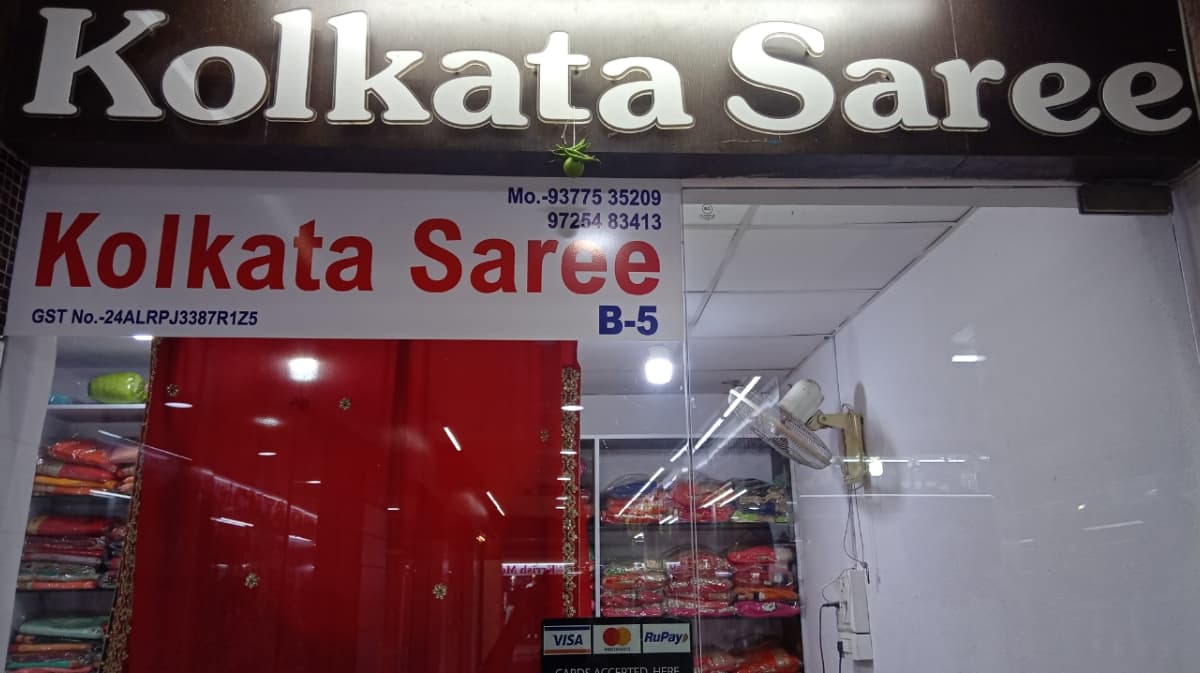 Kolkata Saree
Mo.-93775 35209
97254 83413
Kolkata Saree
GST No.-24ALRPJ3387R1Z5
B-5
VISA
RuPay
CARDS ACCEPTED HERE